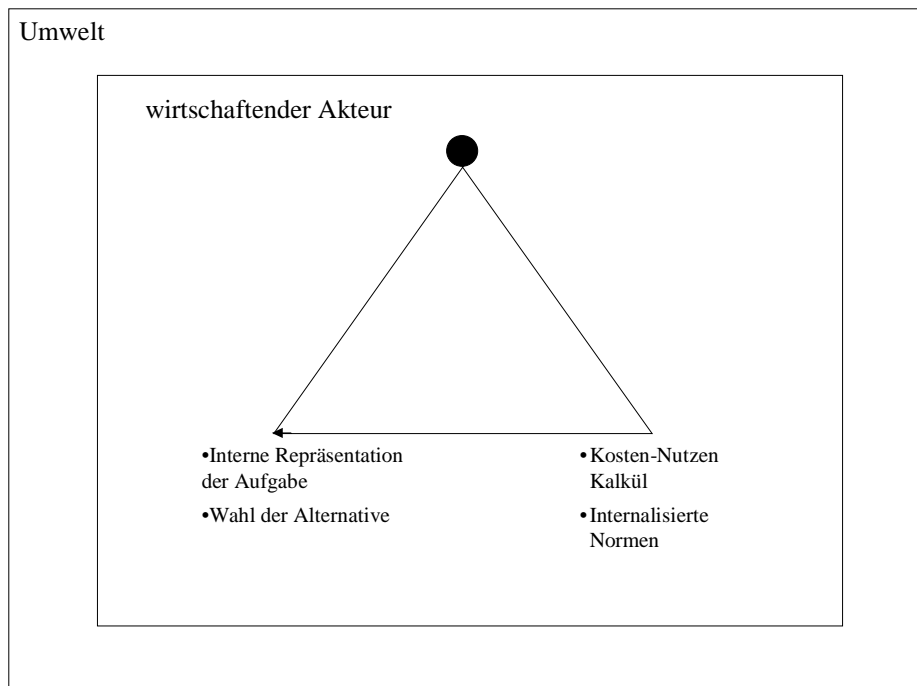 Umwelt
wirtschaftender Akteur
•Interne Repräsentation
der Aufgabe
•Wahl der Alternative
•Kosten-Nutzen
Kalkül
•Internalisierte
Normen